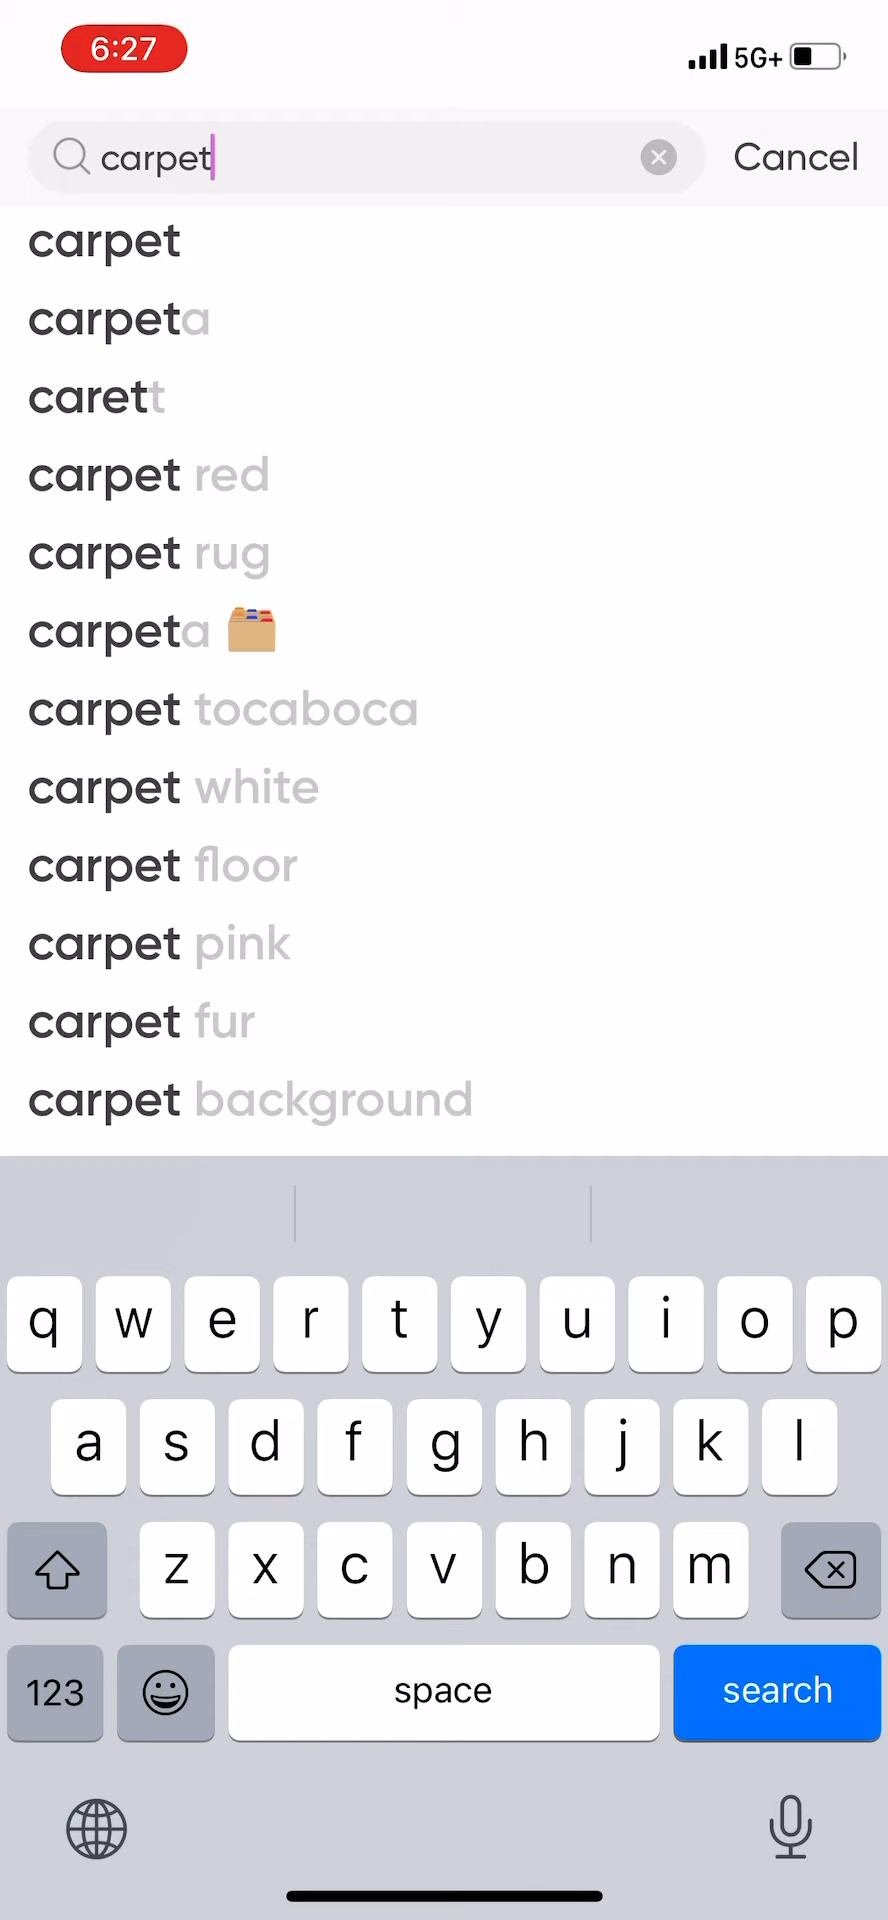 6:27 5G+
carpet Cancel
carpet
carpeta
carett
carpet red
carpet rug
carpeta 🗂️
carpet tocaboca
carpet white
carpet floor
carpet pink
carpet fur
carpet background
q w e r t y u i o p
a s d f g h j k l
z x c v b n m
123 space search